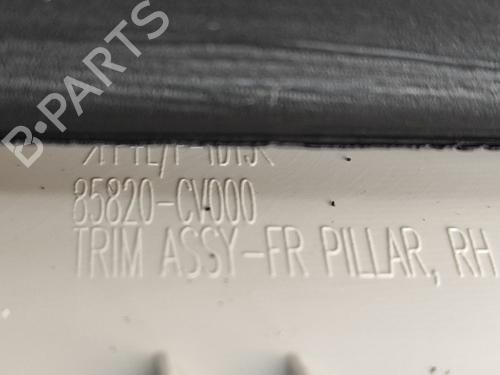 B-PARTS
85820-CV000
TRIM ASSY-FR PILLAR, RH